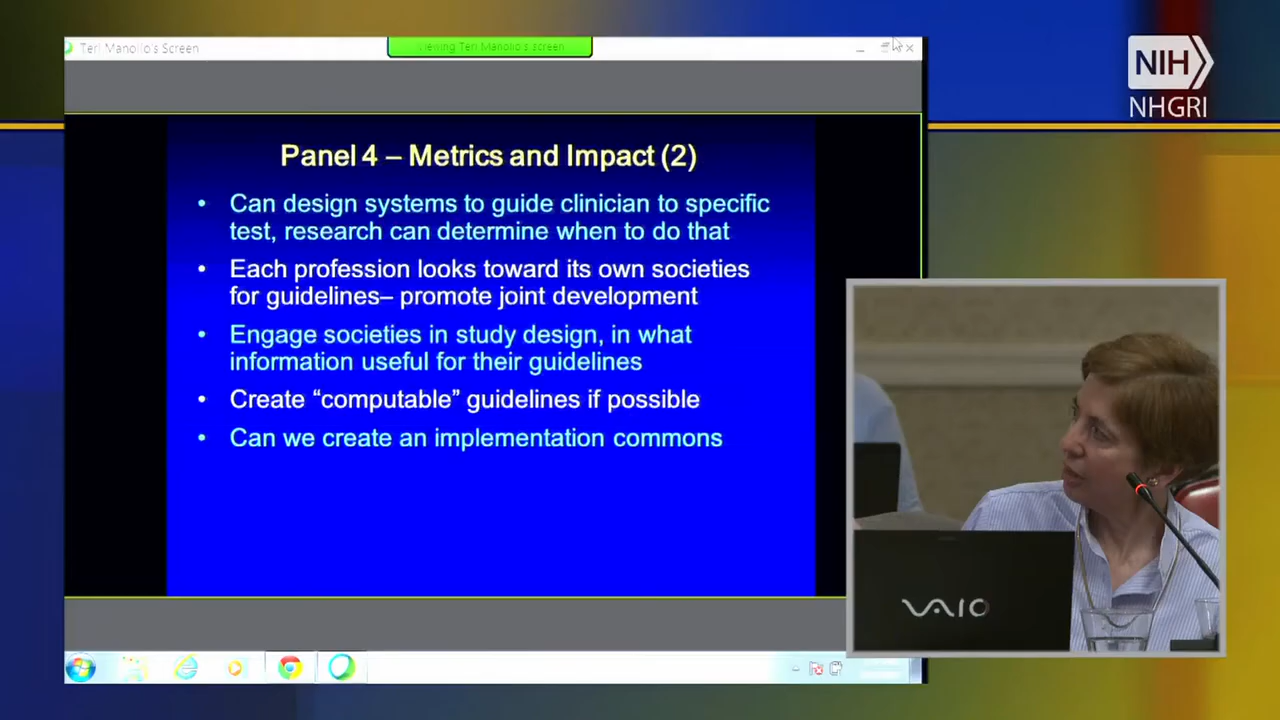 Teri Manolio's Screen
Viewing Teri Manolio's screen
NIH
NHGRI
Panel 4 – Metrics and Impact (2)
• Can design systems to guide clinician to specific
test, research can determine when to do that
• Each profession looks toward its own societies
for guidelines– promote joint development
• Engage societies in study design, in what
information useful for their guidelines
• Create “computable” guidelines if possible
• Can we create an implementation commons
VAIO